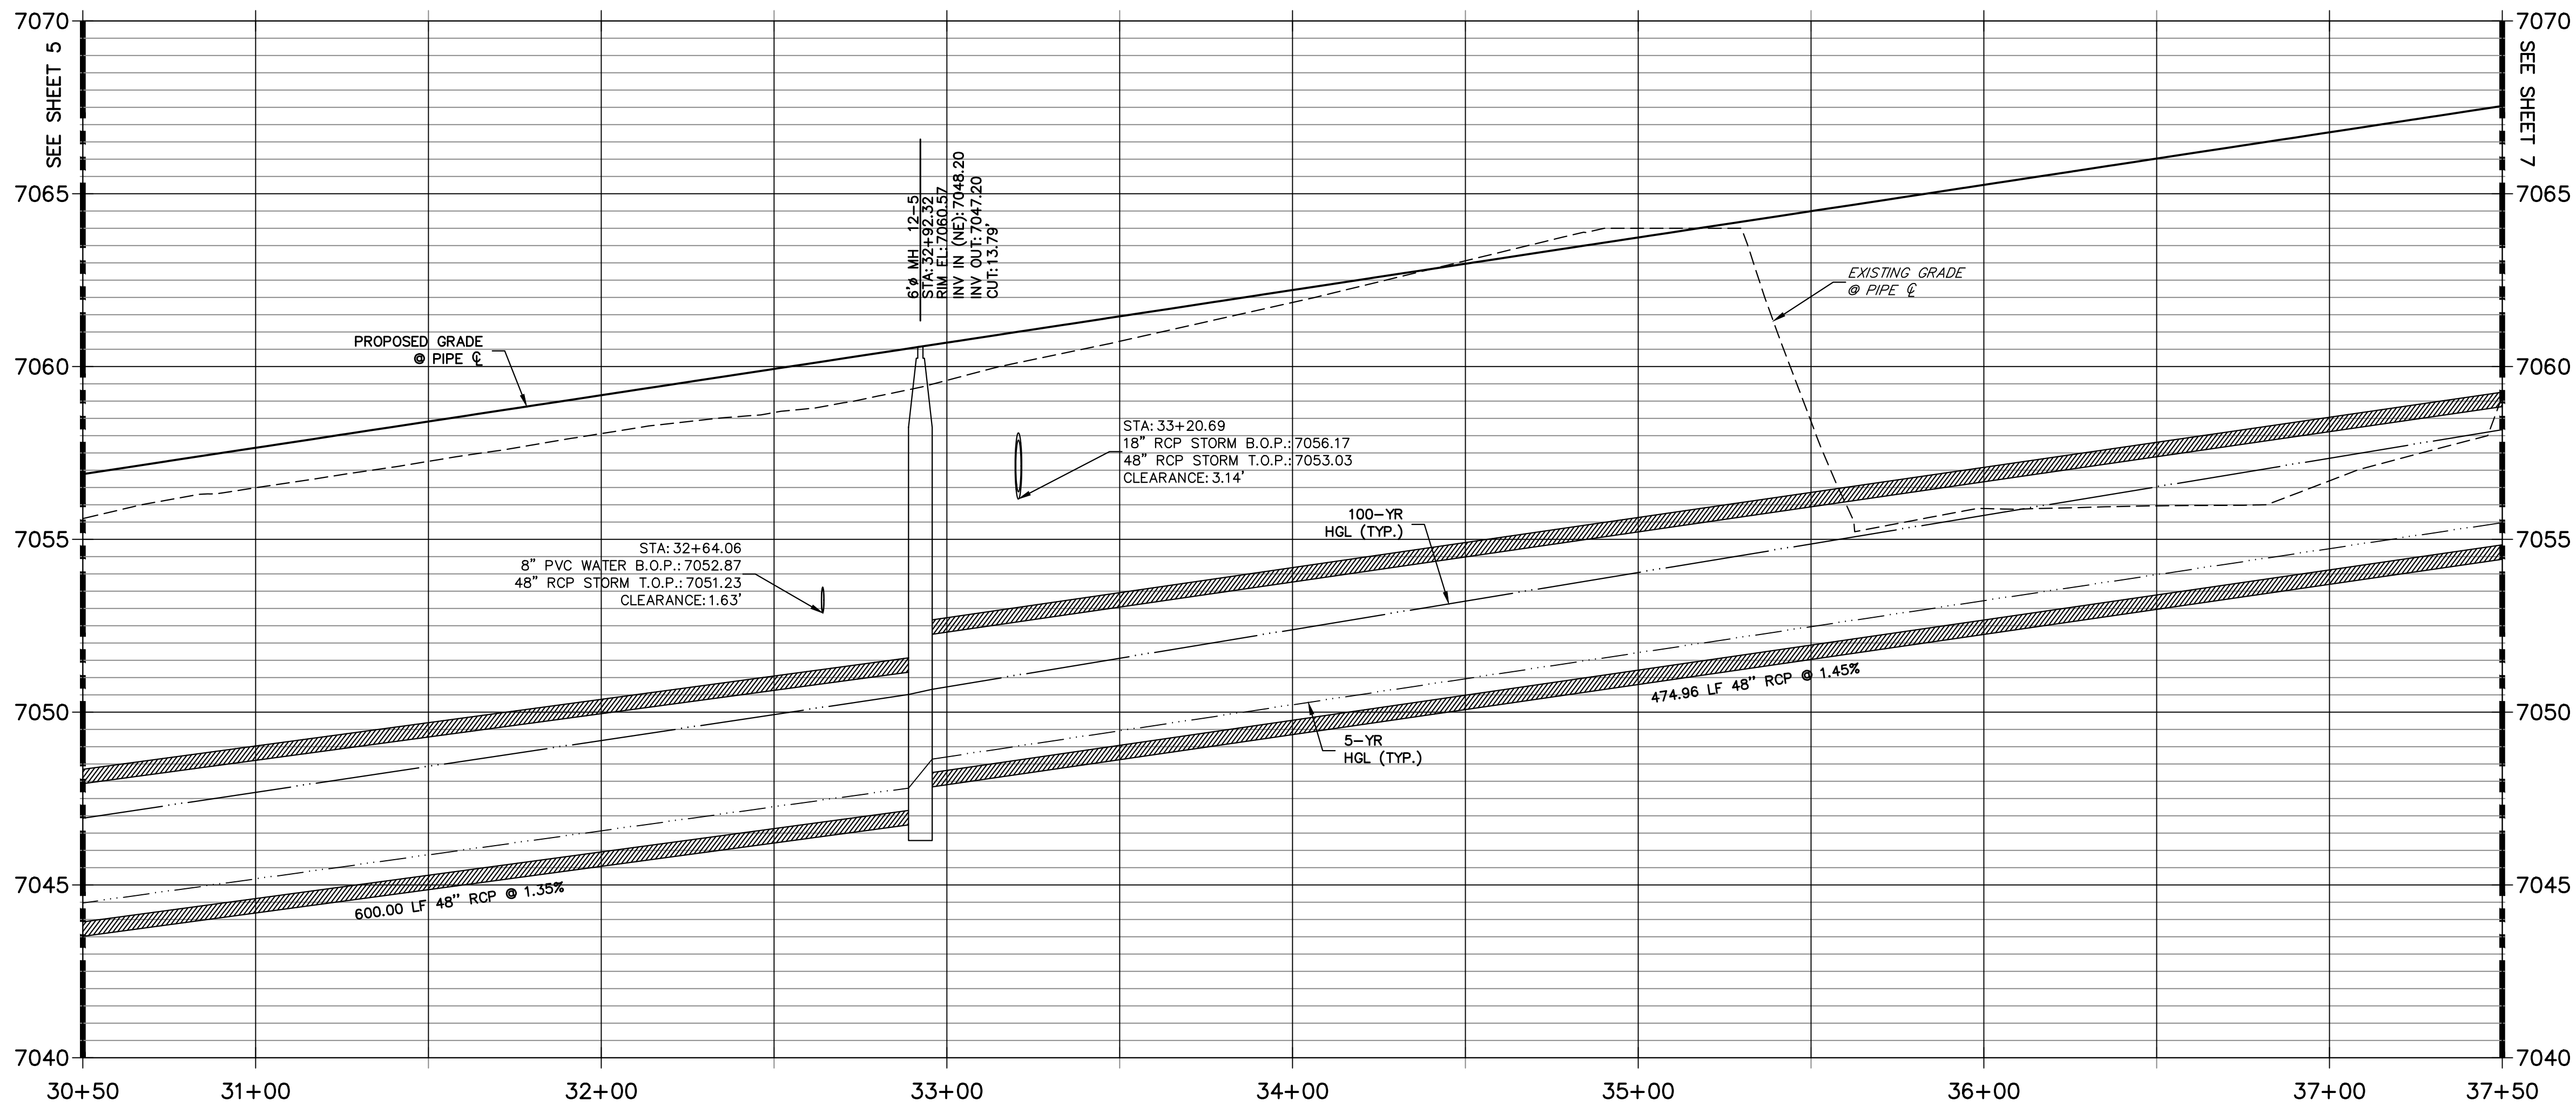 7070
7065
7060
7055
7050
7045
7040
SEE SHEET 5
PROPOSED GRADE
@ PIPE ℄
6'ø MH 12-5
STA: 32+92.32
RIM EL: 7060.57
INV IN (NE): 7048.20
INV OUT: 7047.20
CUT: 13.79'
STA: 33+20.69
18" RCP STORM B.O.P.: 7056.17
48" RCP STORM T.O.P.: 7053.03
CLEARANCE: 3.14'
STA: 32+64.06
8" PVC WATER B.O.P.: 7052.87
48" RCP STORM T.O.P.: 7051.23
CLEARANCE: 1.63'
100-YR
HGL (TYP.)
EXISTING GRADE
@ PIPE ℄
5-YR
HGL (TYP.)
474.96 LF 48" RCP @ 1.45%
600.00 LF 48" RCP @ 1.35%
SEE SHEET 7
7070
7065
7060
7055
7050
7045
7040
30+50
31+00
32+00
33+00
34+00
35+00
36+00
37+00
37+50